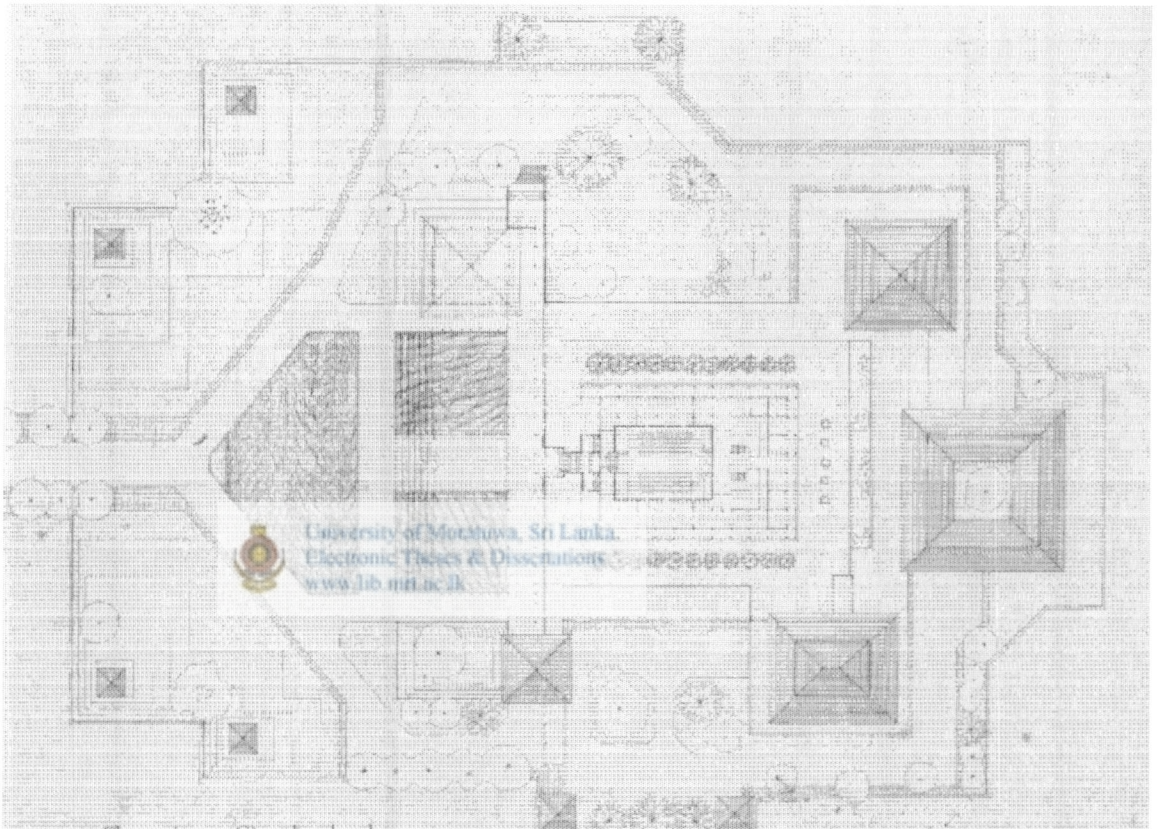 University of Moratuwa, Sri Lanka.
Electronic Theses & Dissertations
www.lib.mrt.ac.lk